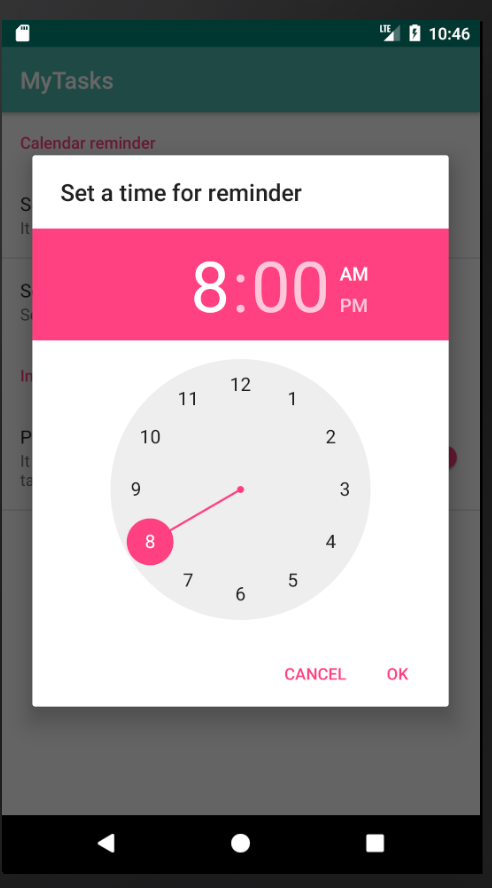 LTE 10:46
MyTasks
Calendar reminder
Set a time for reminder
S
It
S
Se
In
P
It
ta
8:00
AM
PM
12
11
1
10
2
9
3
8
4
7
5
6
CANCEL OK